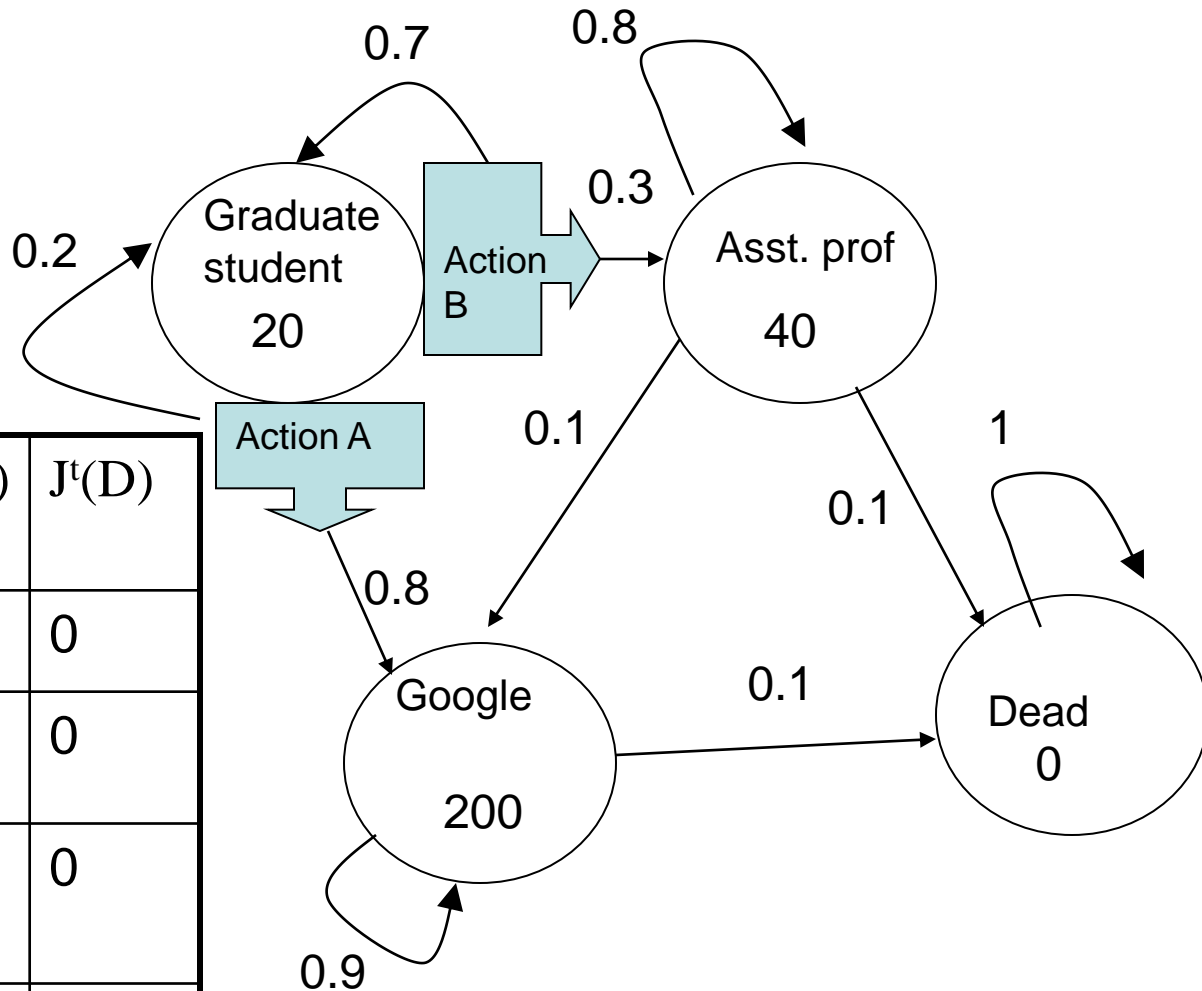 0.8
0.7
0.3
Graduate
student
20
0.2
Action
B
Asst. prof
40
Action A
0.1
1
) Jᵗ(D)
0.1
0.8
0
Google
0.1
Dead
0
0
200
0
0.9